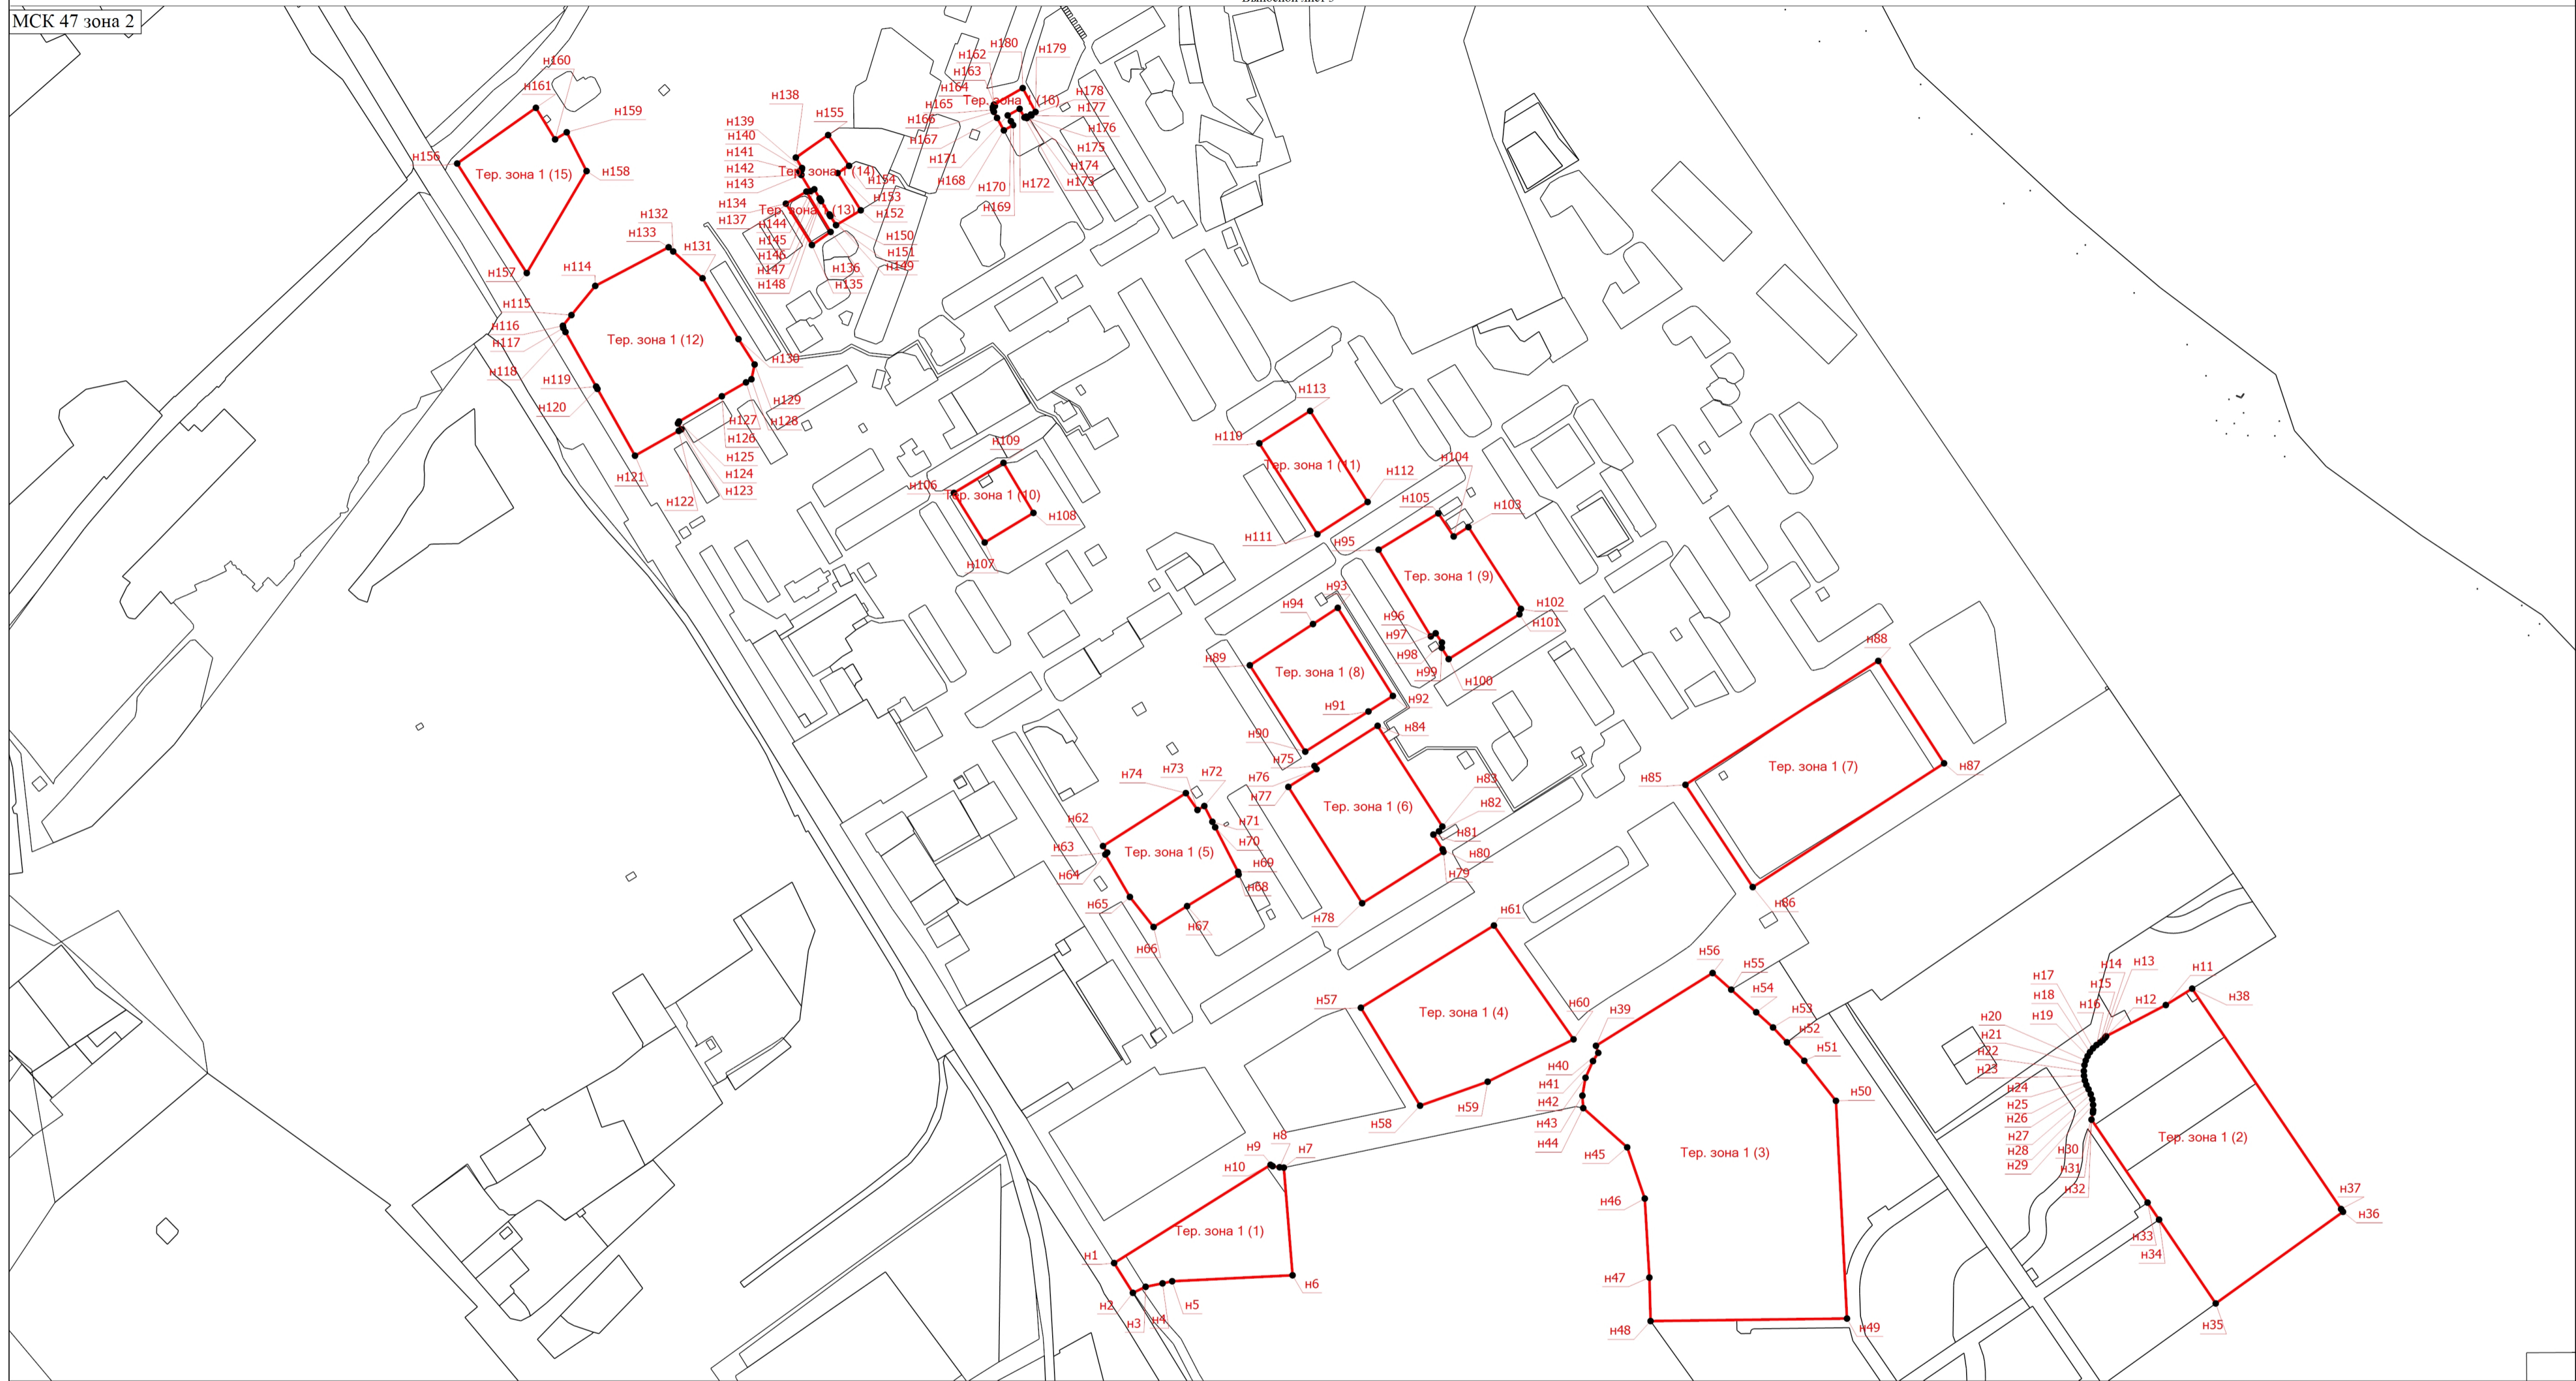 МСК 47 зона 2
н160
н161
н159
н156
Тер. зона 1 (15)
н158
н157
н138
н155
н139
н140
н141
н142
н143
Тер. зона 1 (14)
н154
н153
н152
н134
н137
Тер. зона 1 (13)
н144
н145
н146
н147
н148
н136
н135
н150
н151
н149
н180
н179
н162
н163
н164
н165
н166
н167
Тер. зона 1 (16)
н178
н177
н176
н175
н174
н173
н171
н168
н170
н172
н169
н132
н133
н131
н114
н115
н116
н117
н118
н119
н120
Тер. зона 1 (12)
н130
н129
н128
н127
н126
н125
н124
н123
н122
н121
н113
н110
Тер. зона 1 (11)
н112
н111
н109
н106
Тер. зона 1 (10)
н108
н107
н104
н105
н103
н95
Тер. зона 1 (9)
н102
н101
н96
н97
н98
н99
н100
н93
н94
н89
Тер. зона 1 (8)
н92
н91
н90
н84
н75
н76
н77
Тер. зона 1 (6)
н83
н82
н81
н80
н79
н78
н88
н85
Тер. зона 1 (7)
н87
н86
н74
н73
н72
н62
н63
н64
Тер. зона 1 (5)
н71
н70
н69
н68
н65
н67
н66
н61
н57
Тер. зона 1 (4)
н60
н59
н58
н56
н55
н54
н53
н52
н51
н50
н39
н40
н41
н42
н43
н44
н45
Тер. зона 1 (3)
н46
н47
н48
н49
н14
н13
н11
н17
н15
н18
н16
н12
н38
н20
н19
н21
н22
н23
н24
н25
н26
н27
н28
н29
н30
н31
н32
Тер. зона 1 (2)
н37
н36
н33
н34
н35
н8
н9
н7
н10
н1
Тер. зона 1 (1)
н6
н2
н5
н3
н4